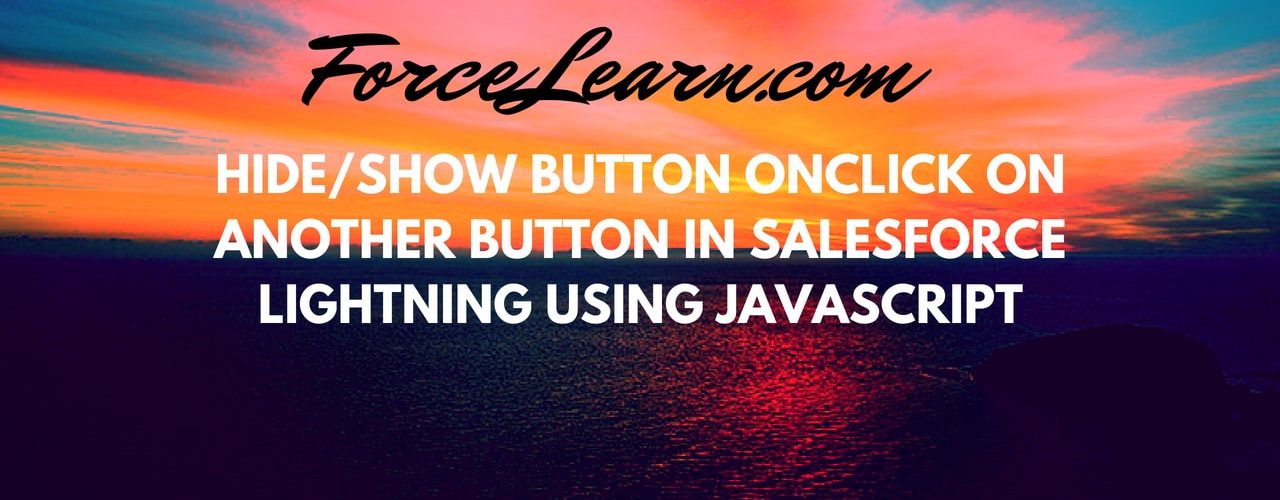 ForceLearn.com
HIDE/SHOW BUTTON ONCLICK ON
ANOTHER BUTTON IN SALESFORCE
LIGHTNING USING JAVASCRIPT